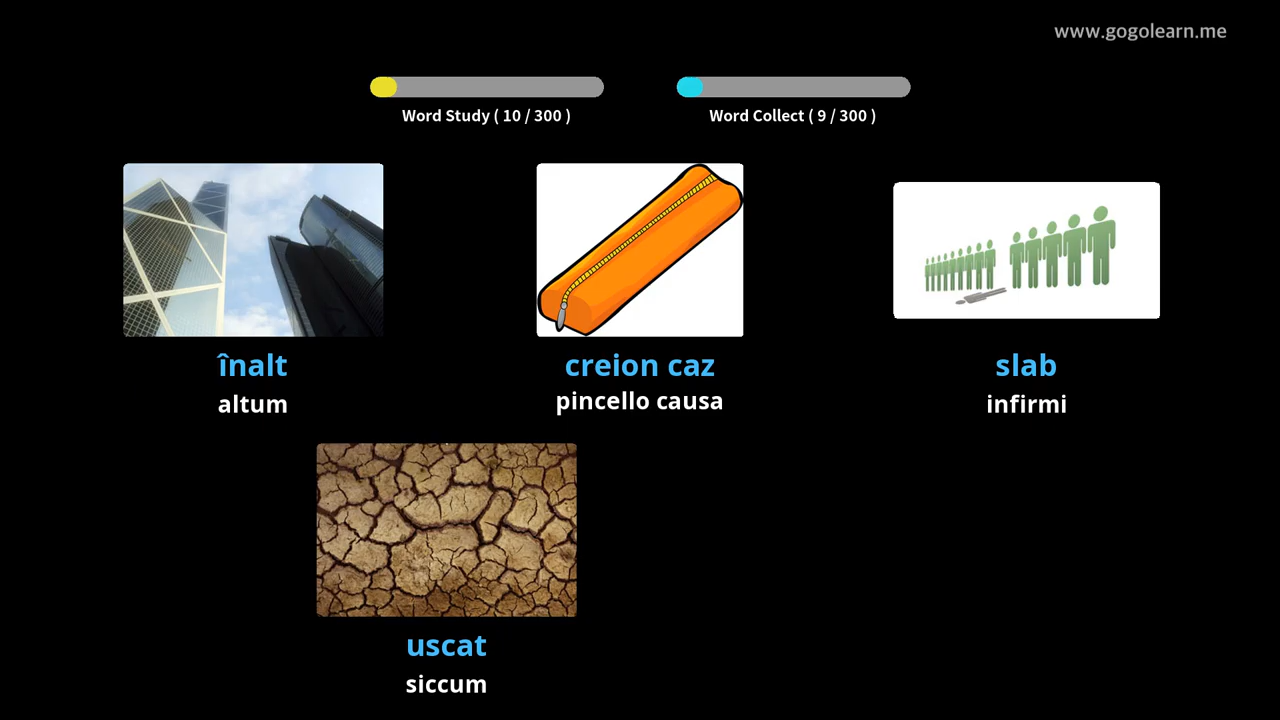 www.gogolearn.me
Word Study ( 10 / 300 )
Word Collect ( 9 / 300 )
înalt
altum
creion caz
pincello causa
slab
infirmi
uscat
siccum